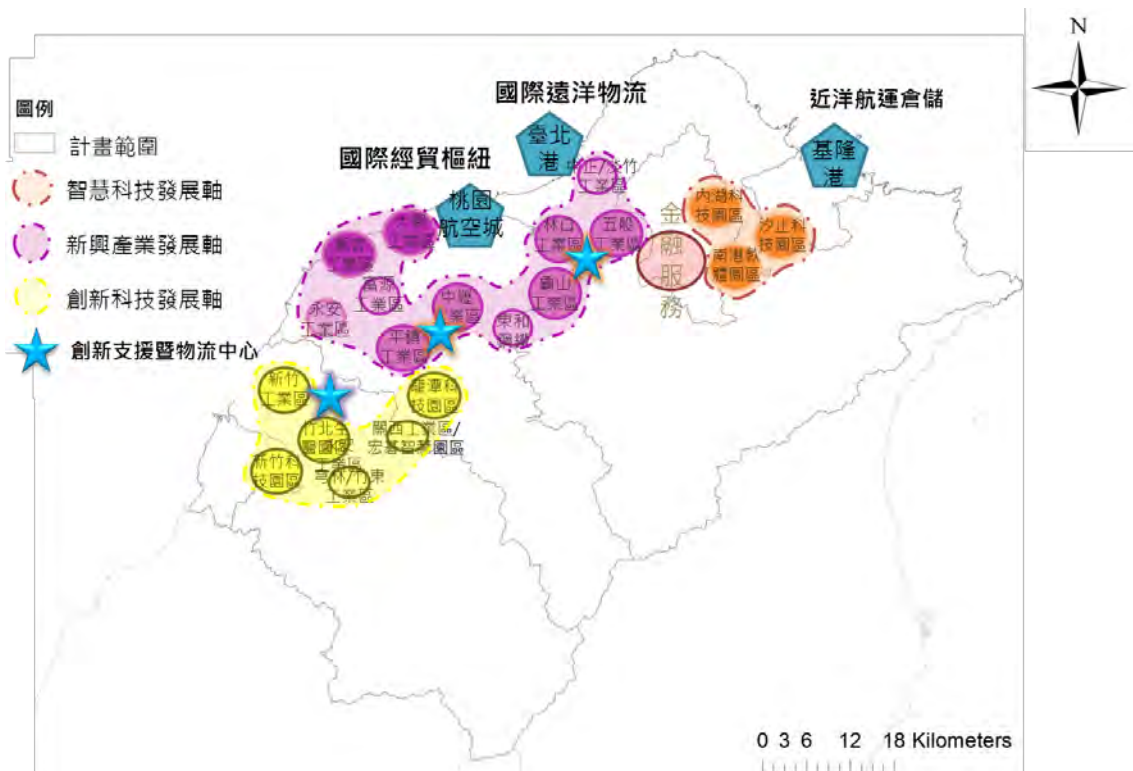 N
國際遠洋物流
近洋航運倉儲
圖例
計畫範圍
智慧科技發展軸
新興產業發展軸
創新科技發展軸
創新支援暨物流中心
國際經貿樞紐
臺北
港
基隆
港
桃園
航空城
工業區
內湖科
技園區
汐止科
技園區
南港軟
體園區
金
融
服
務
林口
工業區
五股
工業區
龜山
工業區
富源
工業區
永安
工業區
中壢
工業區
平鎮
工業區
東和
鋼鐵
新竹
工業區
龍潭科
技園區
竹北生
醫園區
關西工業區/
宏碁智慧園區
新竹科
技園區
工業區
芎林/竹東
工業區
0 3 6 12 18 Kilometers